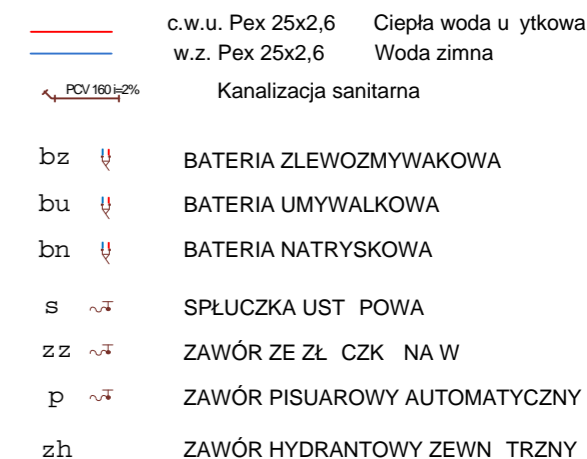 c.w.u. Pex 25x2,6 Ciepła woda u ytkowa
w.z. Pex 25x2,6 Woda zimna
PCV 160 i=2% Kanalizacja sanitarna
bz BATERIA ZLEWOZMYWAKOWA
bu BATERIA UMYWALKOWA
bn BATERIA NATRYSKOWA
s SPŁUCZKA UST POWA
zz ZAWÓR ZE ZŁ CZK NA W
p ZAWÓR PISUAROWY AUTOMATYCZNY
zh ZAWÓR HYDRANTOWY ZEWN TRZNY